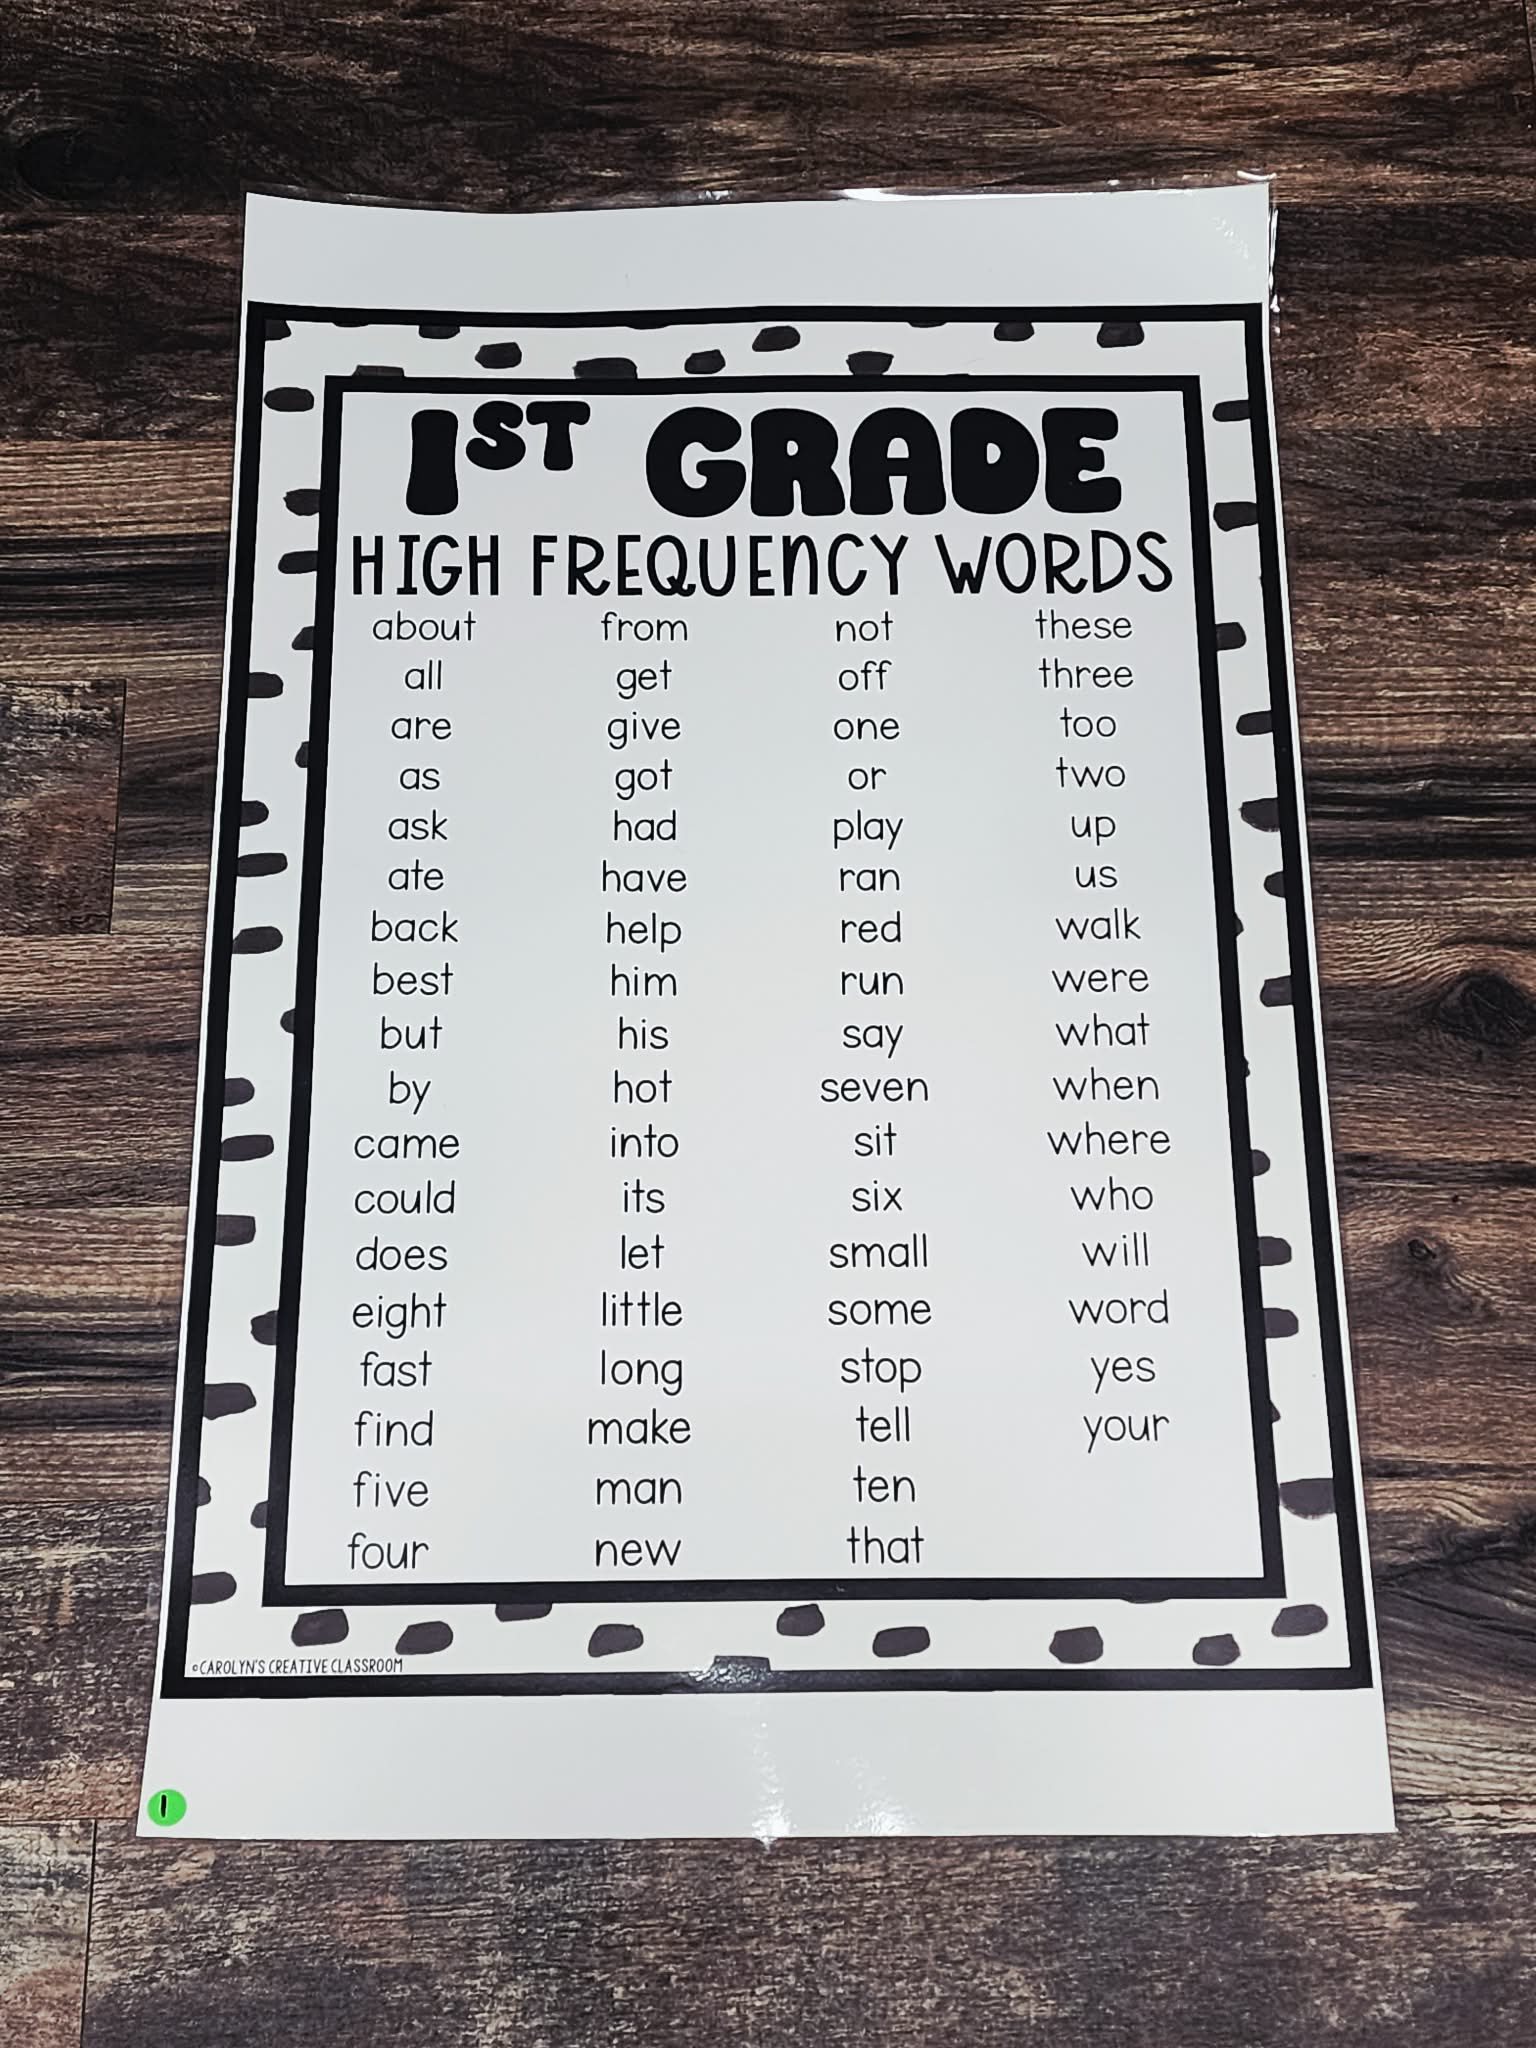 1ST GRADE
HIGH FREQUENCY WORDS
about from not these
all get off three
are give one too
as got or two
ask had play up
ate have ran us
back help red walk
best him run were
but his say what
by hot seven when
came into sit where
could its six who
does let small will
eight little some word
fast long stop yes
find make tell your
five man ten
four new that
©CAROLYN'S CREATIVE CLASSROOM
1